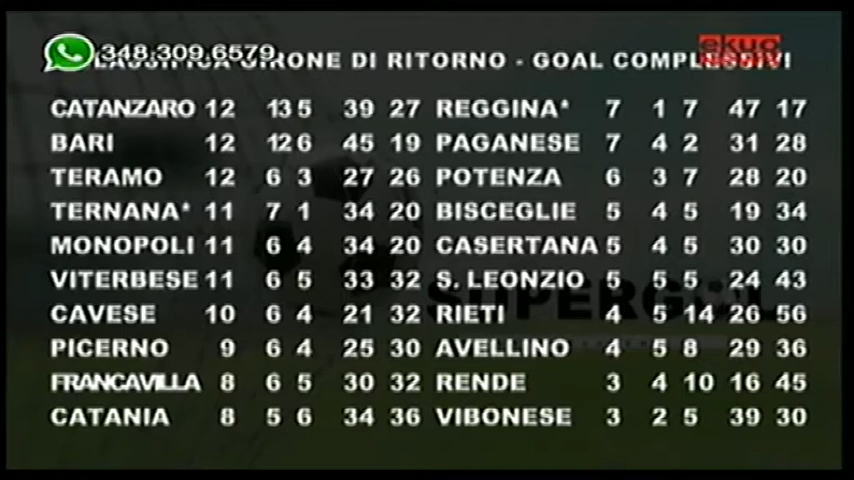 348.309.6579
CLASSIFICA GIRONE DI RITORNO - GOAL COMPLESSIVI
ekuo
CATANZARO 12 13 5 39 27 REGGINA* 7 1 7 47 17
BARI 12 12 6 45 19 PAGANESE 7 4 2 31 28
TERAMO 12 6 3 27 26 POTENZA 6 3 7 28 20
TERNANA* 11 7 1 34 20 BISCEGLIE 5 4 5 19 34
MONOPOLI 11 6 4 34 20 CASERTANA 5 4 5 30 30
VITERBESE 11 6 5 33 32 S. LEONZIO 5 5 5 24 43
CAVESE 10 6 4 21 32 RIETI 4 5 14 26 56
PICERNO 9 6 4 25 30 AVELLINO 4 5 8 29 36
FRANCAVILLA 8 6 5 30 32 RENDE 3 4 10 16 45
CATANIA 8 5 6 34 36 VIBONESE 3 2 5 39 30
SUPERGOL